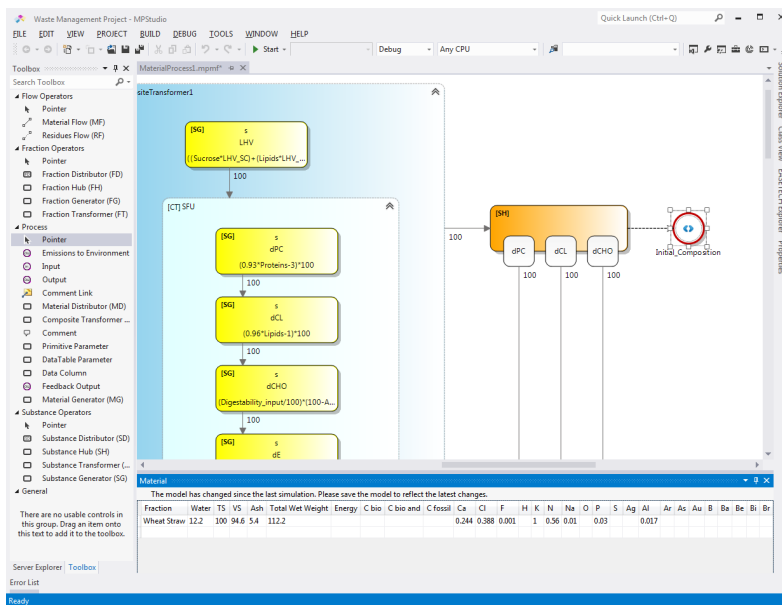 Waste Management Project - MPStudio
Quick Launch (Ctrl+Q)
FILE EDIT VIEW PROJECT BUILD DEBUG TOOLS WINDOW HELP
Start - Debug Any CPU
Toolbox
MaterialProcess1.mpmf*
Search Toolbox
Flow Operators
Pointer
Material Flow (MF)
Residues Flow (RF)
Fraction Operators
Pointer
Fraction Distributor (FD)
Fraction Hub (FH)
Fraction Generator (FG)
Fraction Transformer (FT)
Process
Pointer
Emissions to Environment
Input
Output
Comment Link
Material Distributor (MD)
Composite Transformer ...
Comment
Primitive Parameter
DataTable Parameter
Data Column
Feedback Output
Material Generator (MG)
Substance Operators
Pointer
Substance Distributor (SD)
Substance Hub (SH)
Substance Transformer (...
Substance Generator (SG)
General
There are no usable controls in
this group. Drag an item onto
this text to add it to the toolbox.
Server Explorer Toolbox
Error List
Ready
siteTransformer1
[SG] s
LHV
((Sucrose*LHV_SC)+(Lipids*LHV_...
100
[CT] SFU
[SG] s
dPC
(0.93*Proteins-3)*100
100
[SG] s
dCL
(0.96*Lipids-1)*100
100
[SG] s
dCHO
(Digestability_input/100)*(100-A...
100
[SG] s
dE
100
[SH]
dPC dCL dCHO
100 100 100
Initial_Composition
Solution Explorer
Class View
EASETECH Explorer
Properties
Material
The model has changed since the last simulation. Please save the model to reflect the latest changes.
Fraction Water TS VS Ash Total Wet Weight Energy C bio C bio and C fossil Ca Cl F H K N Na O P S Ag Al Ar As Au B Ba Be Bi Br
Wheat Straw 12.2 100 94.6 5.4 112.2 0.244 0.388 0.001 1 0.56 0.01 0.03 0.017